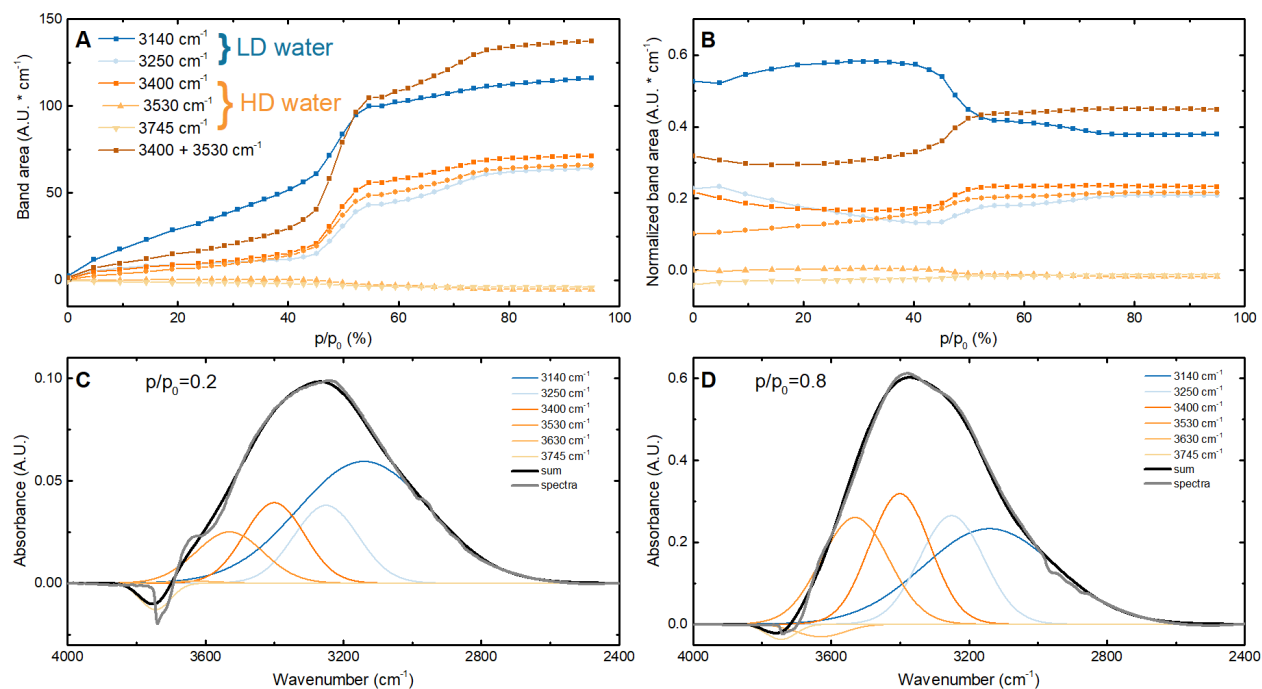 A
3140 cm⁻¹
3250 cm⁻¹
} LD water
3400 cm⁻¹
3530 cm⁻¹
3745 cm⁻¹
} HD water
3400 + 3530 cm⁻¹
Band area (A.U. * cm⁻¹)
150
100
50
0
0 20 40 60 80 100
p/p₀ (%)
B
Normalized band area (A.U. * cm⁻¹)
0.6
0.4
0.2
0.0
0 20 40 60 80 100
p/p₀ (%)
C
p/p₀=0.2
3140 cm⁻¹
3250 cm⁻¹
3400 cm⁻¹
3530 cm⁻¹
3630 cm⁻¹
3745 cm⁻¹
sum
spectra
Absorbance (A.U.)
0.10
0.05
0.00
4000 3600 3200 2800 2400
Wavenumber (cm⁻¹)
D
p/p₀=0.8
3140 cm⁻¹
3250 cm⁻¹
3400 cm⁻¹
3530 cm⁻¹
3630 cm⁻¹
3745 cm⁻¹
sum
spectra
Absorbance (A.U.)
0.6
0.4
0.2
0.0
4000 3600 3200 2800 2400
Wavenumber (cm⁻¹)